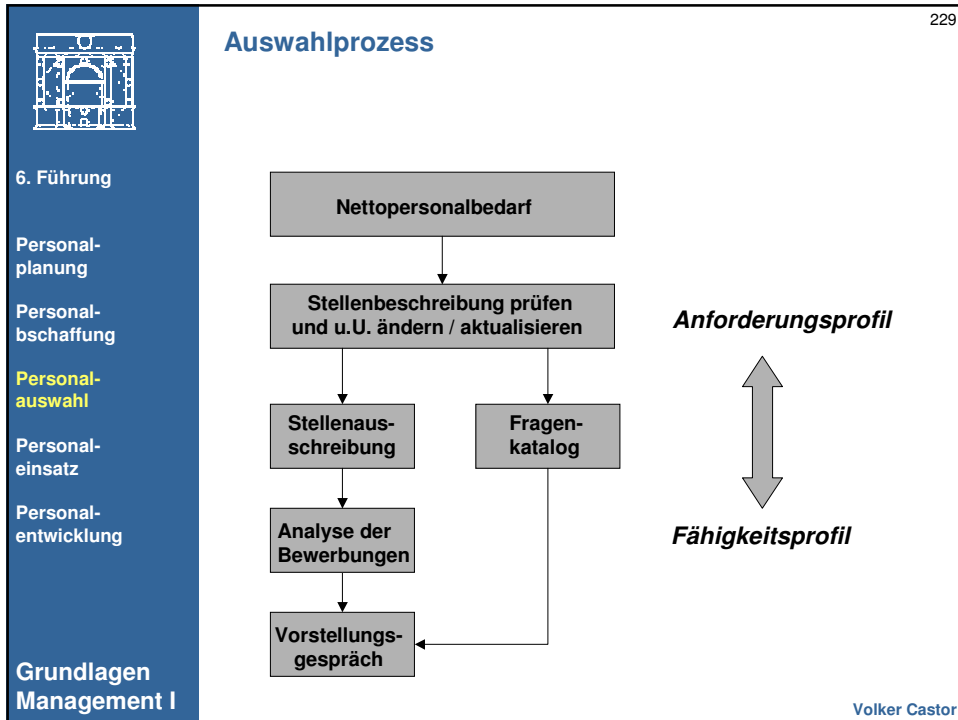 229
Auswahlprozess
6. Führung
Personal-
planung
Personal-
bschaffung
Personal-
auswahl
Personal-
einsatz
Personal-
entwicklung
Grundlagen
Management I
Nettopersonalbedarf
Stellenbeschreibung prüfen
und u.U. ändern / aktualisieren
Stellenaus-
schreibung
Fragen-
katalog
Analyse der
Bewerbungen
Vorstellungs-
gespräch
Anforderungsprofil
Fähigkeitsprofil
Volker Castor